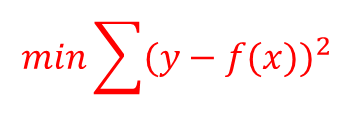 min ∑(y − f(x))²